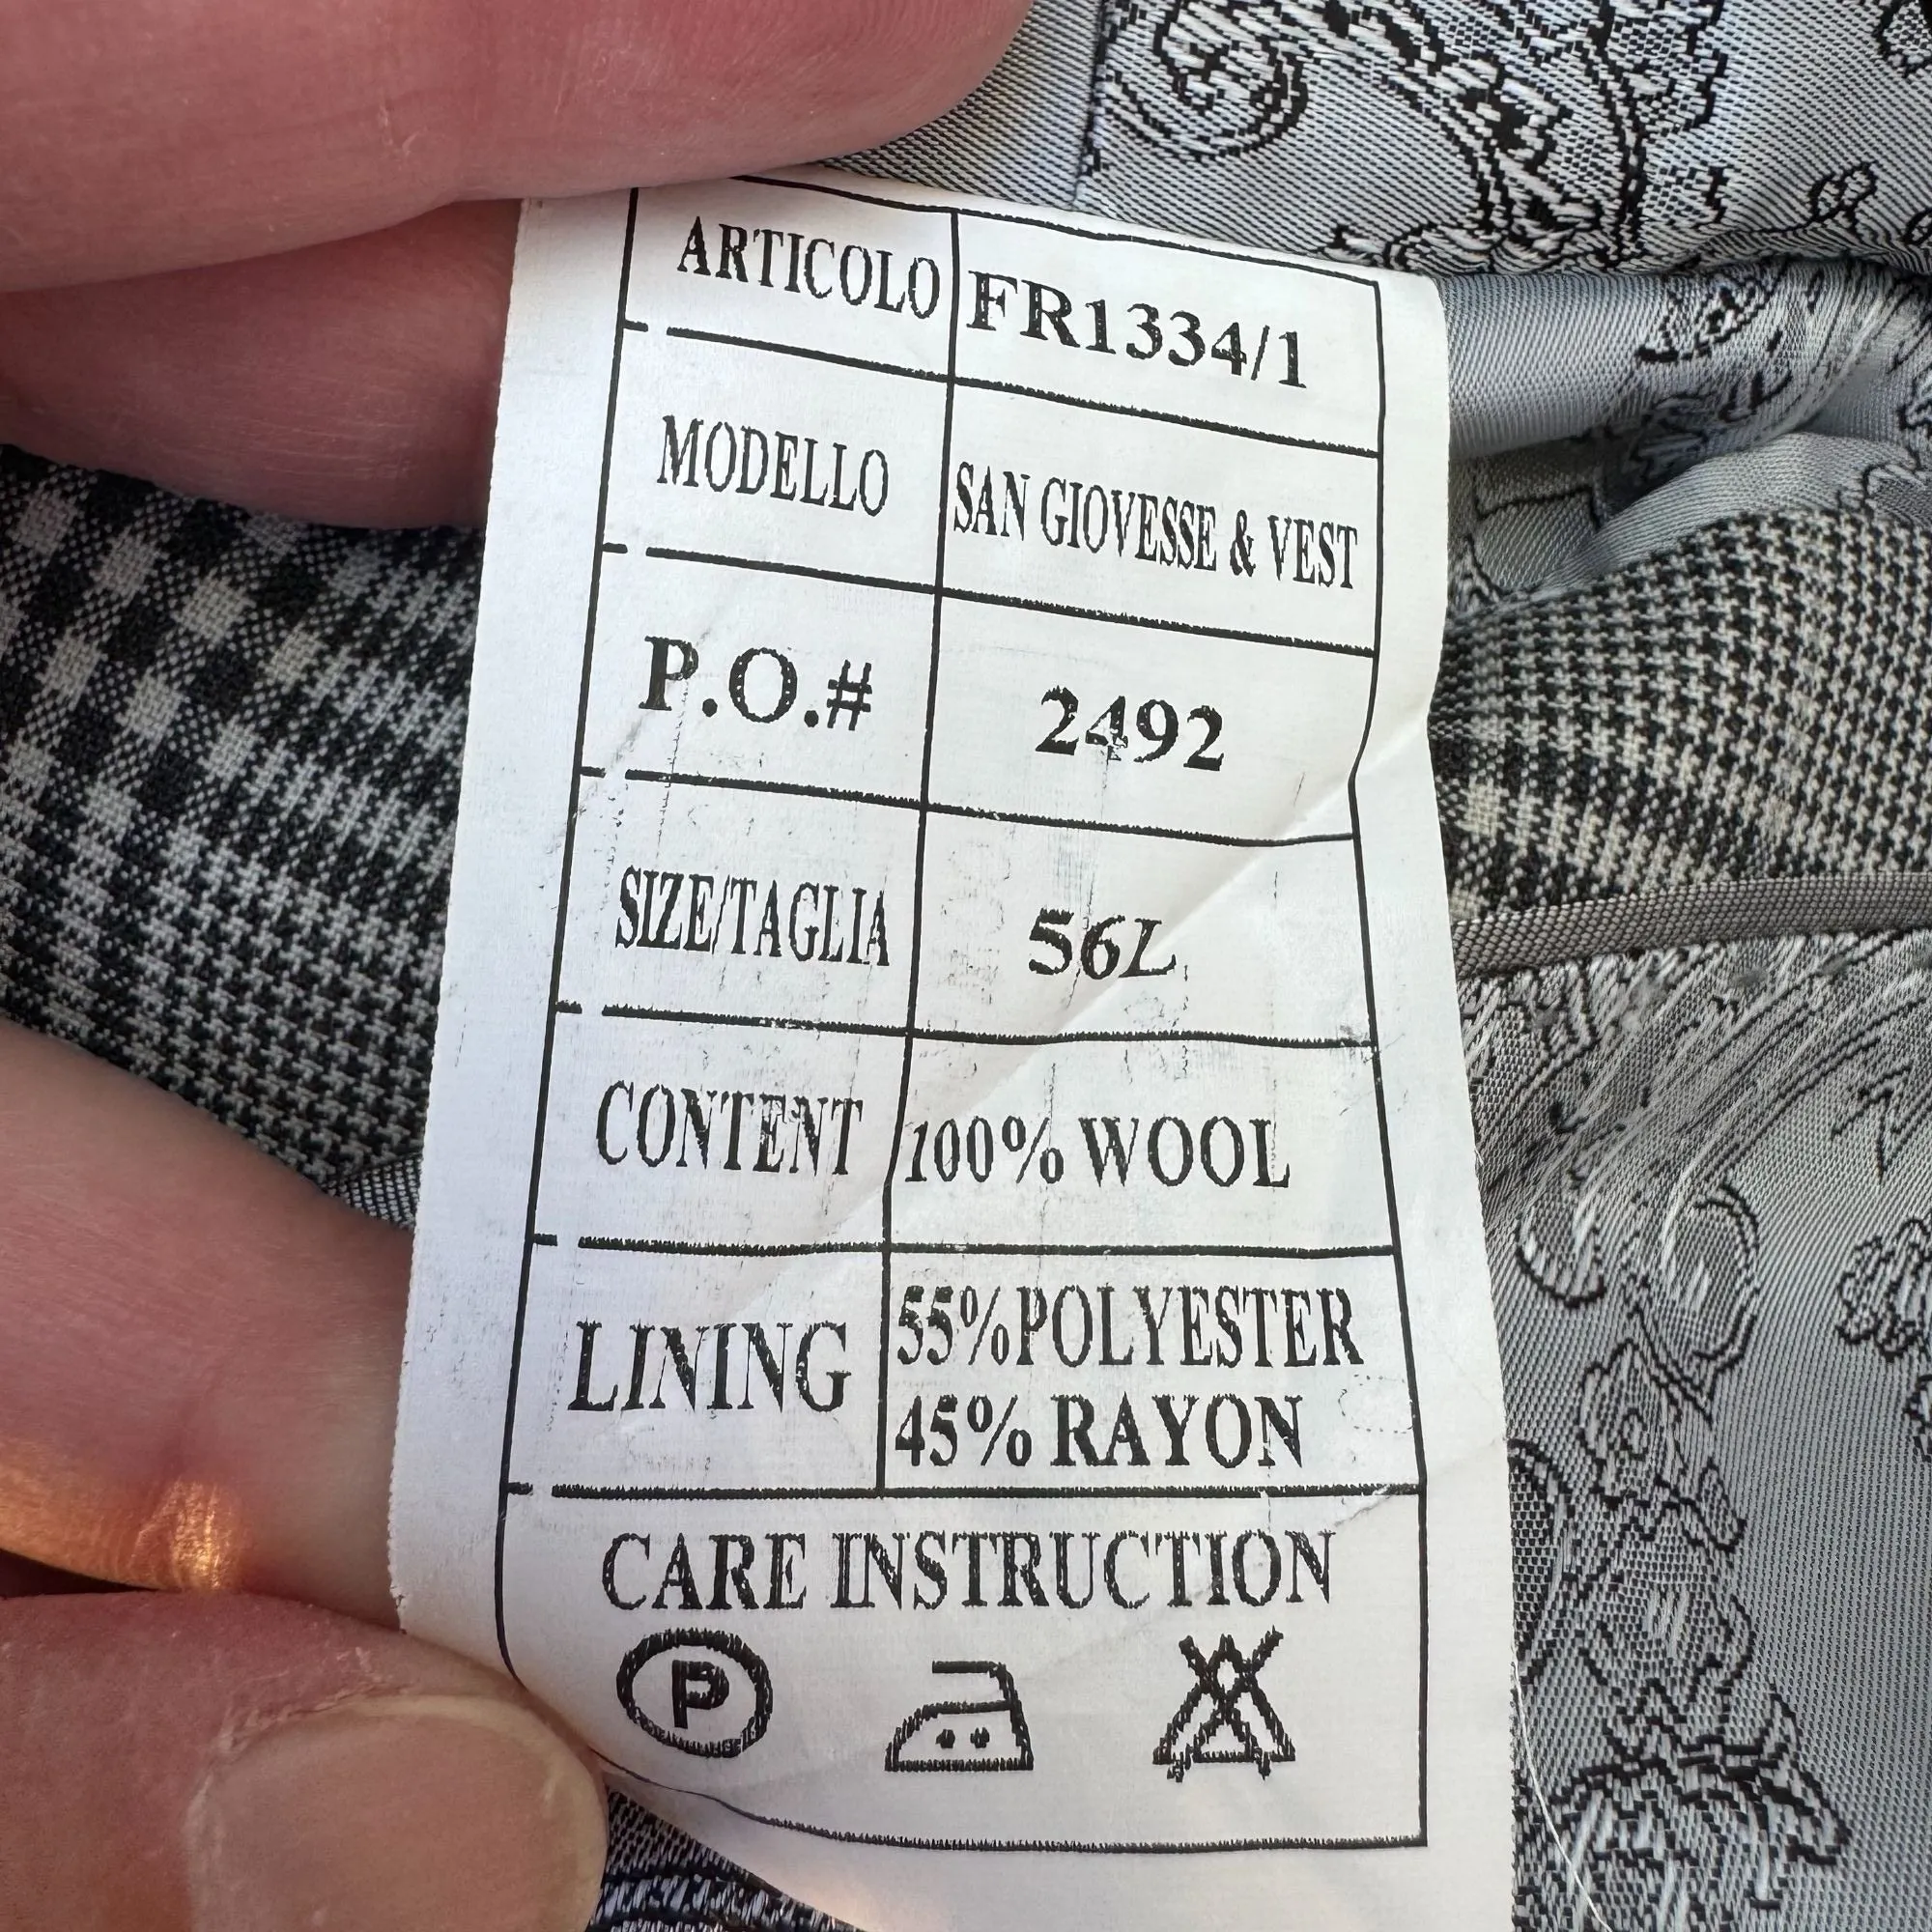 ARTICOLO FR1334/1
MODELLO SAN GIOVESSE & VEST
P.O.# 2492
SIZE/TAGLIA 56L
CONTENT 100% WOOL
LINING 55%POLYESTER
45% RAYON
CARE INSTRUCTION
P